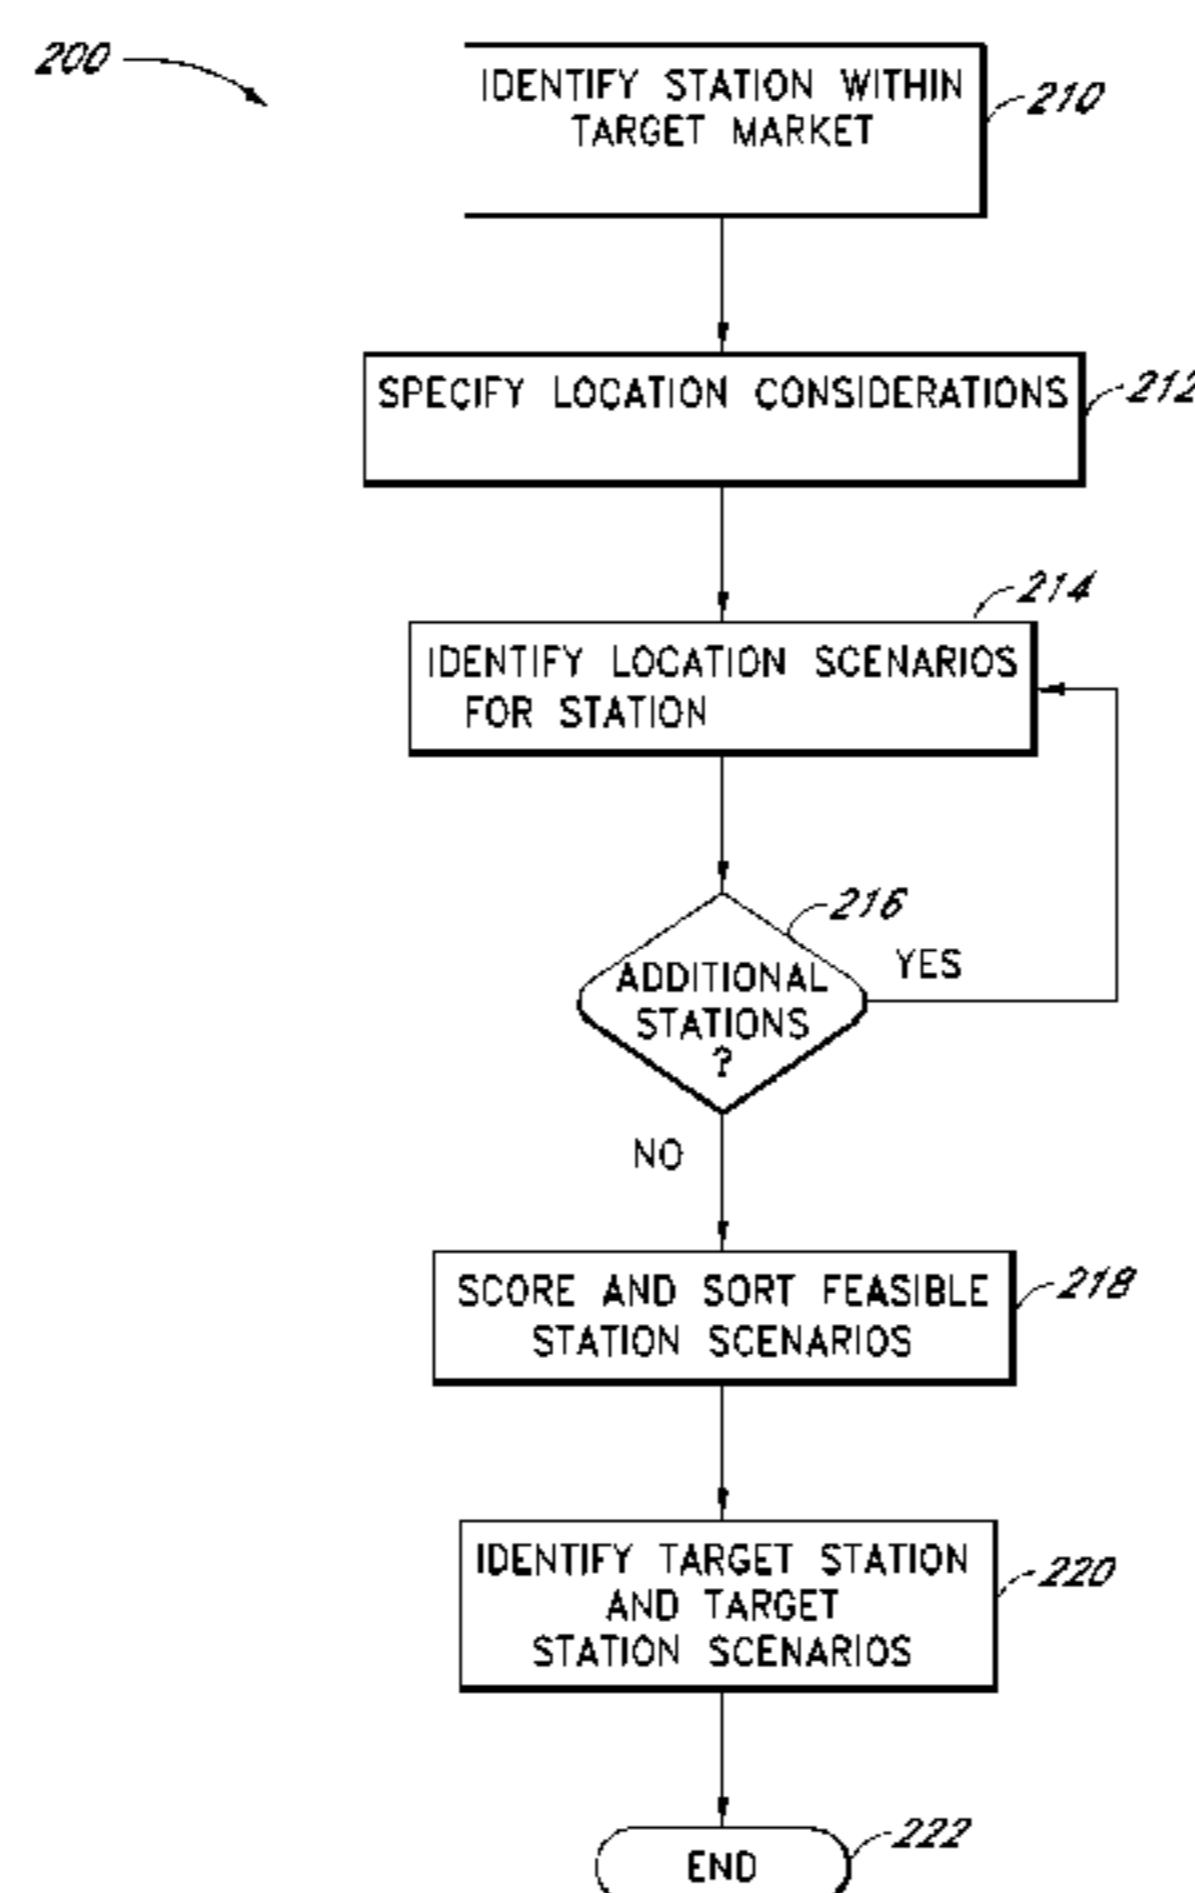 200
IDENTIFY STATION WITHIN
TARGET MARKET
210
SPECIFY LOCATION CONSIDERATIONS
212
214
IDENTIFY LOCATION SCENARIOS
FOR STATION
216
ADDITIONAL
STATIONS
?
YES
NO
SCORE AND SORT FEASIBLE
STATION SCENARIOS
218
IDENTIFY TARGET STATION
AND TARGET
STATION SCENARIOS
220
END
222